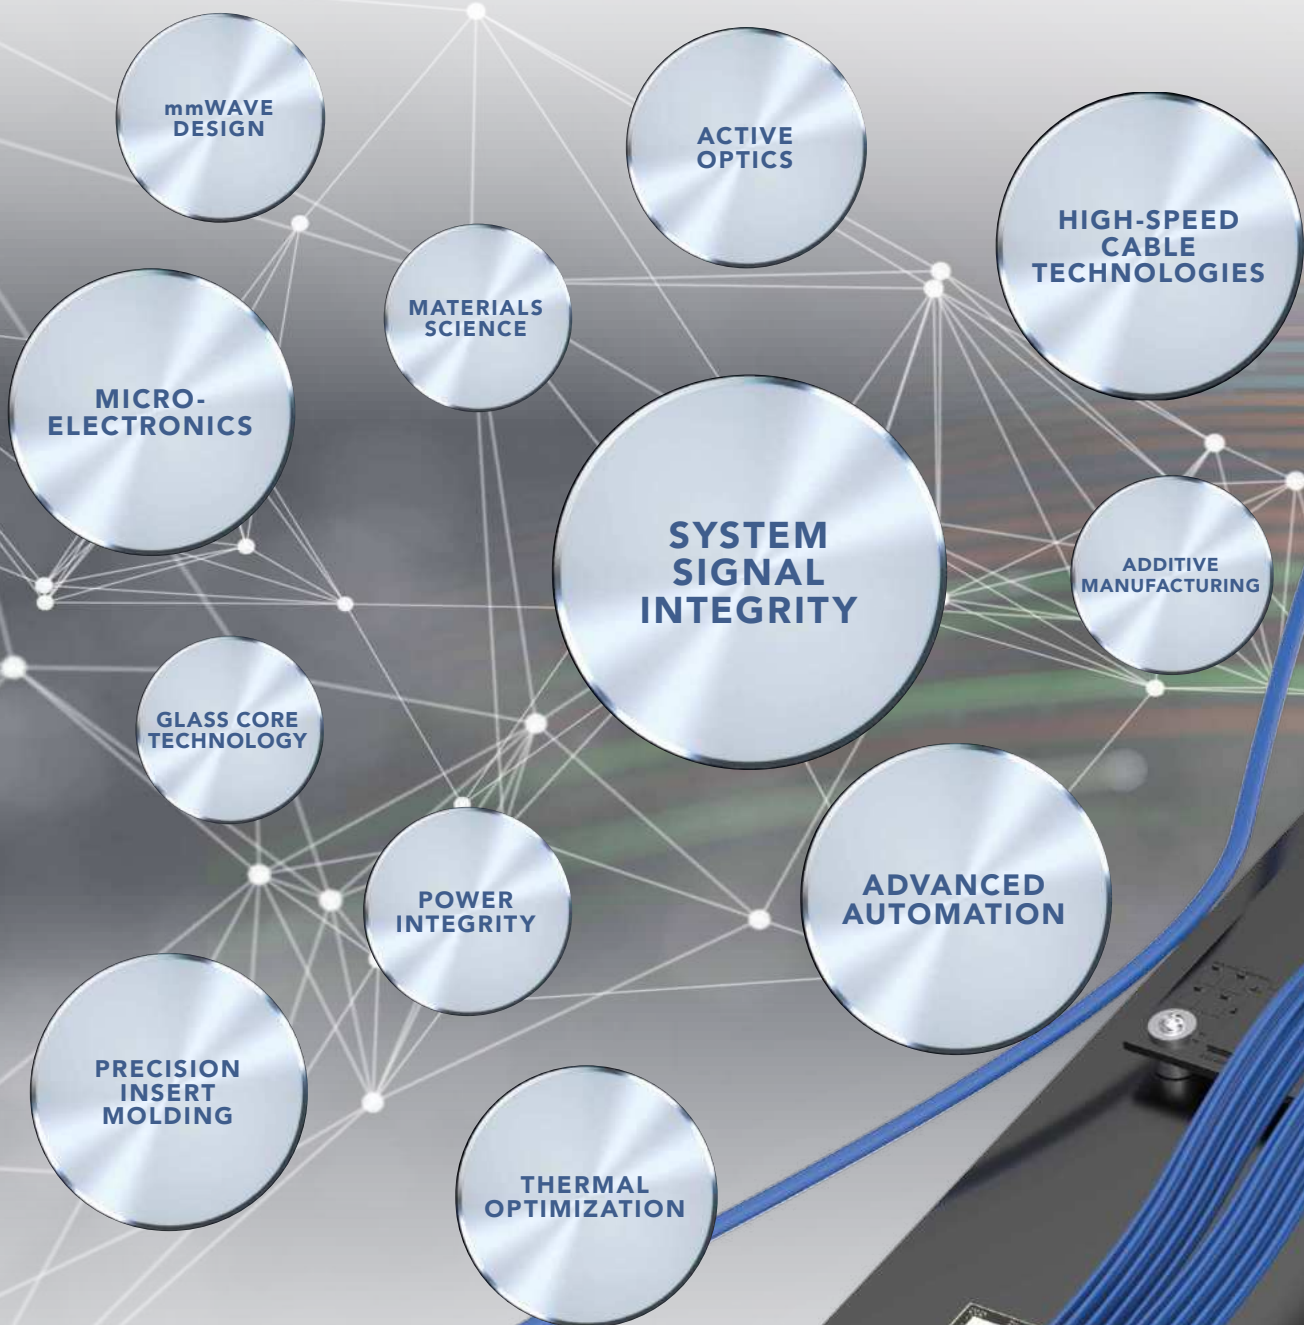 mmWAVE
DESIGN
ACTIVE
OPTICS
HIGH-SPEED
CABLE
TECHNOLOGIES
MATERIALS
SCIENCE
MICRO-
ELECTRONICS
SYSTEM
SIGNAL
INTEGRITY
ADDITIVE
MANUFACTURING
GLASS CORE
TECHNOLOGY
POWER
INTEGRITY
ADVANCED
AUTOMATION
PRECISION
INSERT
MOLDING
THERMAL
OPTIMIZATION